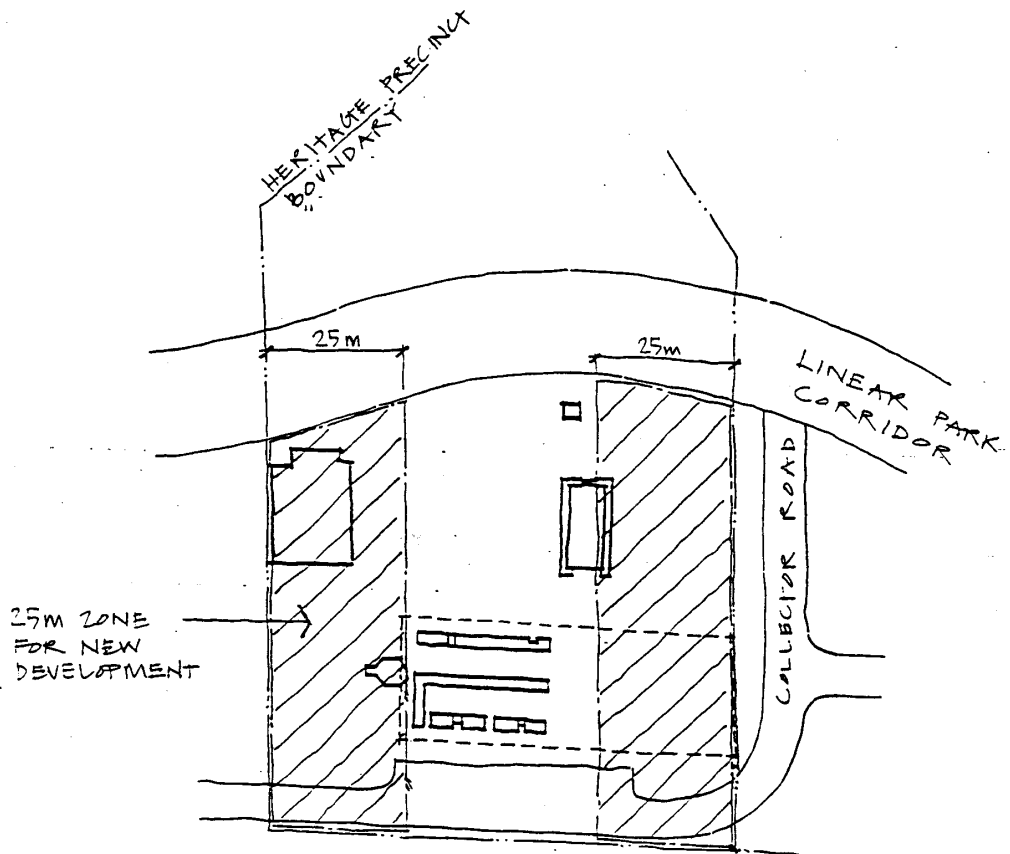 HERITAGE PRECINCT
BOUNDARY
25m
25m
LINEAR PARK
CORRIDOR
COLLECTOR ROAD
25m ZONE
FOR NEW
DEVELOPMENT